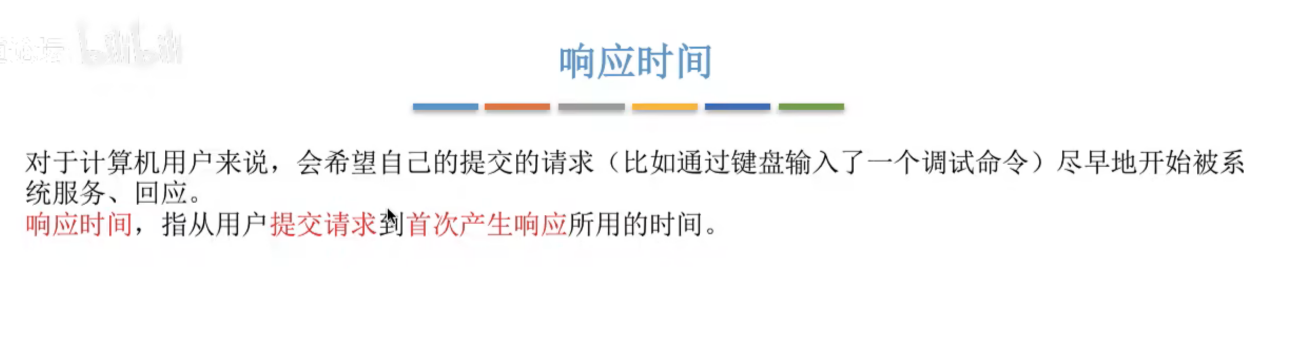 响应时间
对于计算机用户来说，会希望自己的提交的请求（比如通过键盘输入了一个调试命令）尽早地开始被系
统服务、回应。
响应时间，指从用户提交请求到首次产生响应所用的时间。